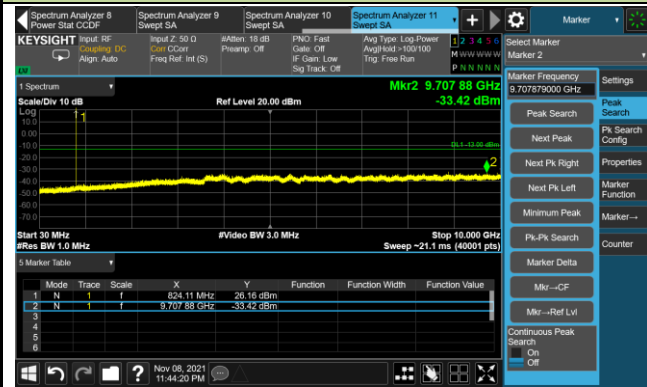 Spectrum Analyzer 8 Spectrum Analyzer 9 Spectrum Analyzer 10 Spectrum Analyzer 11 Marker
Power Stat CCDF Swept SA Swept SA Swept SA
KEYSIGHT Input: RF Input Z: 50 Ω #Atten: 18 dB PNO: Fast Avg Type: Log-Power 1 2 3 4 5 6
Coupling: DC Corr CCorr Preamp: Off Gate: Off Avg|Hold:>100/100 M W W W W W
Align: Auto Freq Ref: Int (S) IF Gain: Low Trig: Free Run
Sig Track: Off P N N N N N
Select Marker
Marker 2
1 Spectrum
Mkr2 9.707 88 GHz
Scale/Div 10 dB Ref Level 20.00 dBm -33.42 dBm
Log
10.0
0.00
-10.0
-20.0
-30.0
-40.0
-50.0
-60.0
-70.0
1
DL1 -13.00 dBm
2
Start 30 MHz #Video BW 3.0 MHz Stop 10.000 GHz
#Res BW 1.0 MHz Sweep ~21.1 ms (40001 pts)
5 Marker Table
Mode Trace Scale X Y Function Function Width Function Value
1 N 1 f 824.11 MHz 26.16 dBm
2 N 1 f 9.707 88 GHz -33.42 dBm
3
4
5
6
Marker Frequency
9.707879000 GHz
Peak Search
Next Peak
Next Pk Right
Next Pk Left
Minimum Peak
Pk-Pk Search
Marker Delta
Mkr→CF
Mkr→Ref Lvl
Continuous Peak
Search
On
Off
Settings
Peak
Search
Pk Search
Config
Properties
Marker
Function
Marker→
Counter
Nov 08, 2021
11:44:20 PM